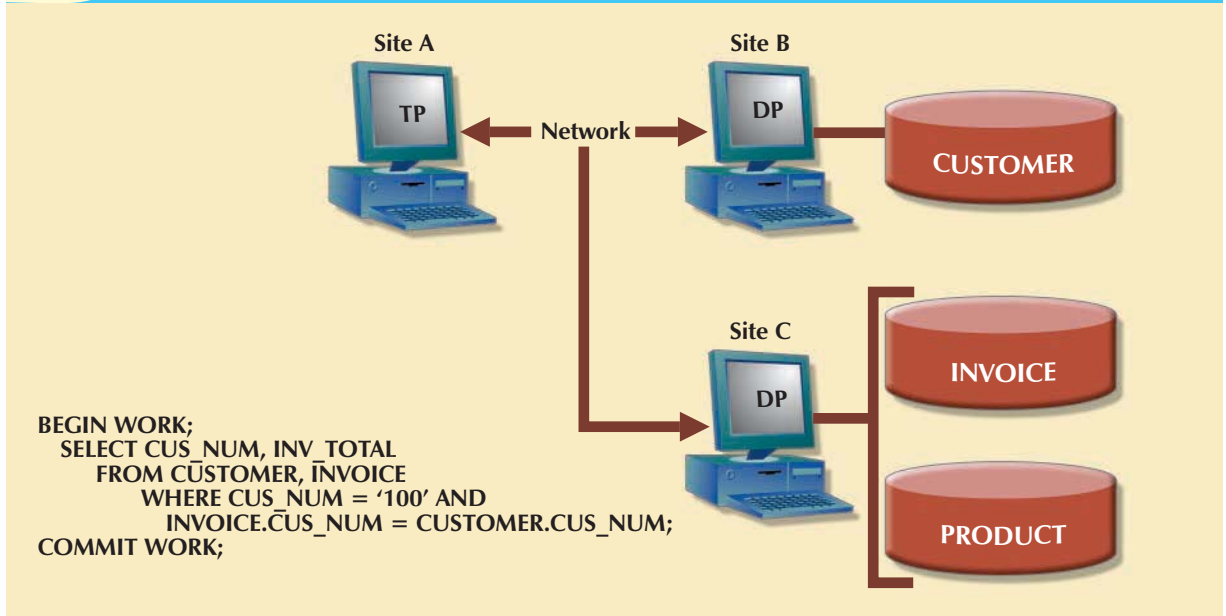 Site A
Site B
TP
DP
Network
CUSTOMER
Site C
DP
INVOICE
PRODUCT
BEGIN WORK;
SELECT CUS_NUM, INV_TOTAL
FROM CUSTOMER, INVOICE
WHERE CUS_NUM = ‘100’ AND
INVOICE.CUS_NUM = CUSTOMER.CUS_NUM;
COMMIT WORK;